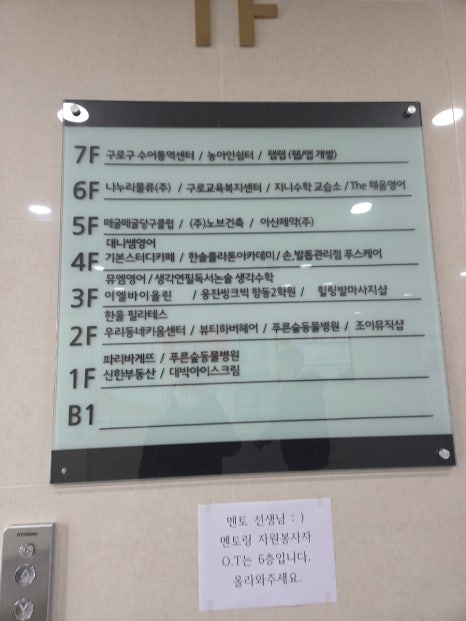 1F
7F 구로구 수어통역센터 / 농아인쉼터 / 랩랩 (웹/앱 개발)
6F 나누리물류(주) / 구로교육복지센터 / 지니수학 교습소 / The 채움영어
5F 떼굴떼굴당구클럽 / (주)노브건축 / 아산제약(주)
대니쌤영어
4F 기본스터디카페 / 한솔플라톤아카데미 / 손,발톱관리점 푸스케어
뮤엠영어 / 생각연필독서논술 생각수학
3F 이엘바이올린 / 웅진씽크빅 항동2학원 / 힐링발마사지샵
한울 필라테스
2F 우리동네키움센터 / 뷰티하버헤어 / 푸른숲동물병원 / 조이뮤직샵
파리바게뜨 / 푸른숲동물병원
1F 신한부동산 / 대박아이스크림
B1
멘토 선생님 : )
멘토링 자원봉사자
O.T는 6층입니다.
올라와주세요.
HYUNDAI